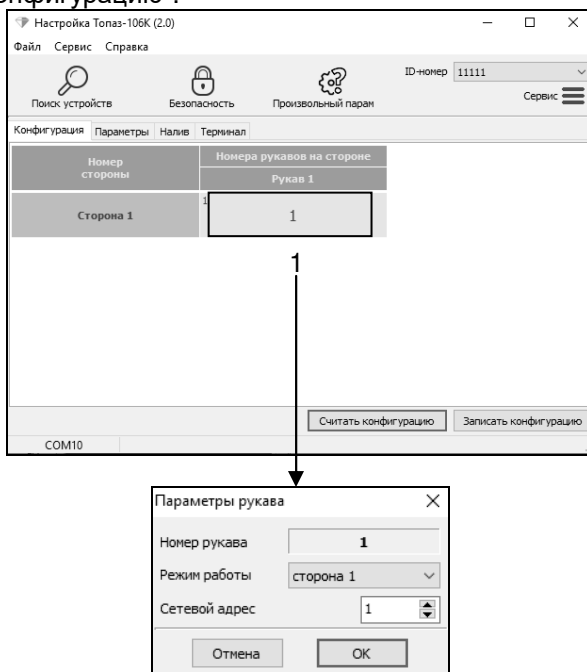 онфигурацию".
Настройка Топаз-106К (2.0)
Файл Сервис Справка
Поиск устройств
Безопасность
Произвольный парам
ID-номер 11111
Сервис
Конфигурация Параметры Налив Терминал
Номер стороны
Номера рукавов на стороне
Рукав 1
Сторона 1
1
1
1
Считать конфигурацию
Записать конфигурацию
COM10
Параметры рукава
Номер рукава 1
Режим работы сторона 1
Сетевой адрес 1
Отмена
OK